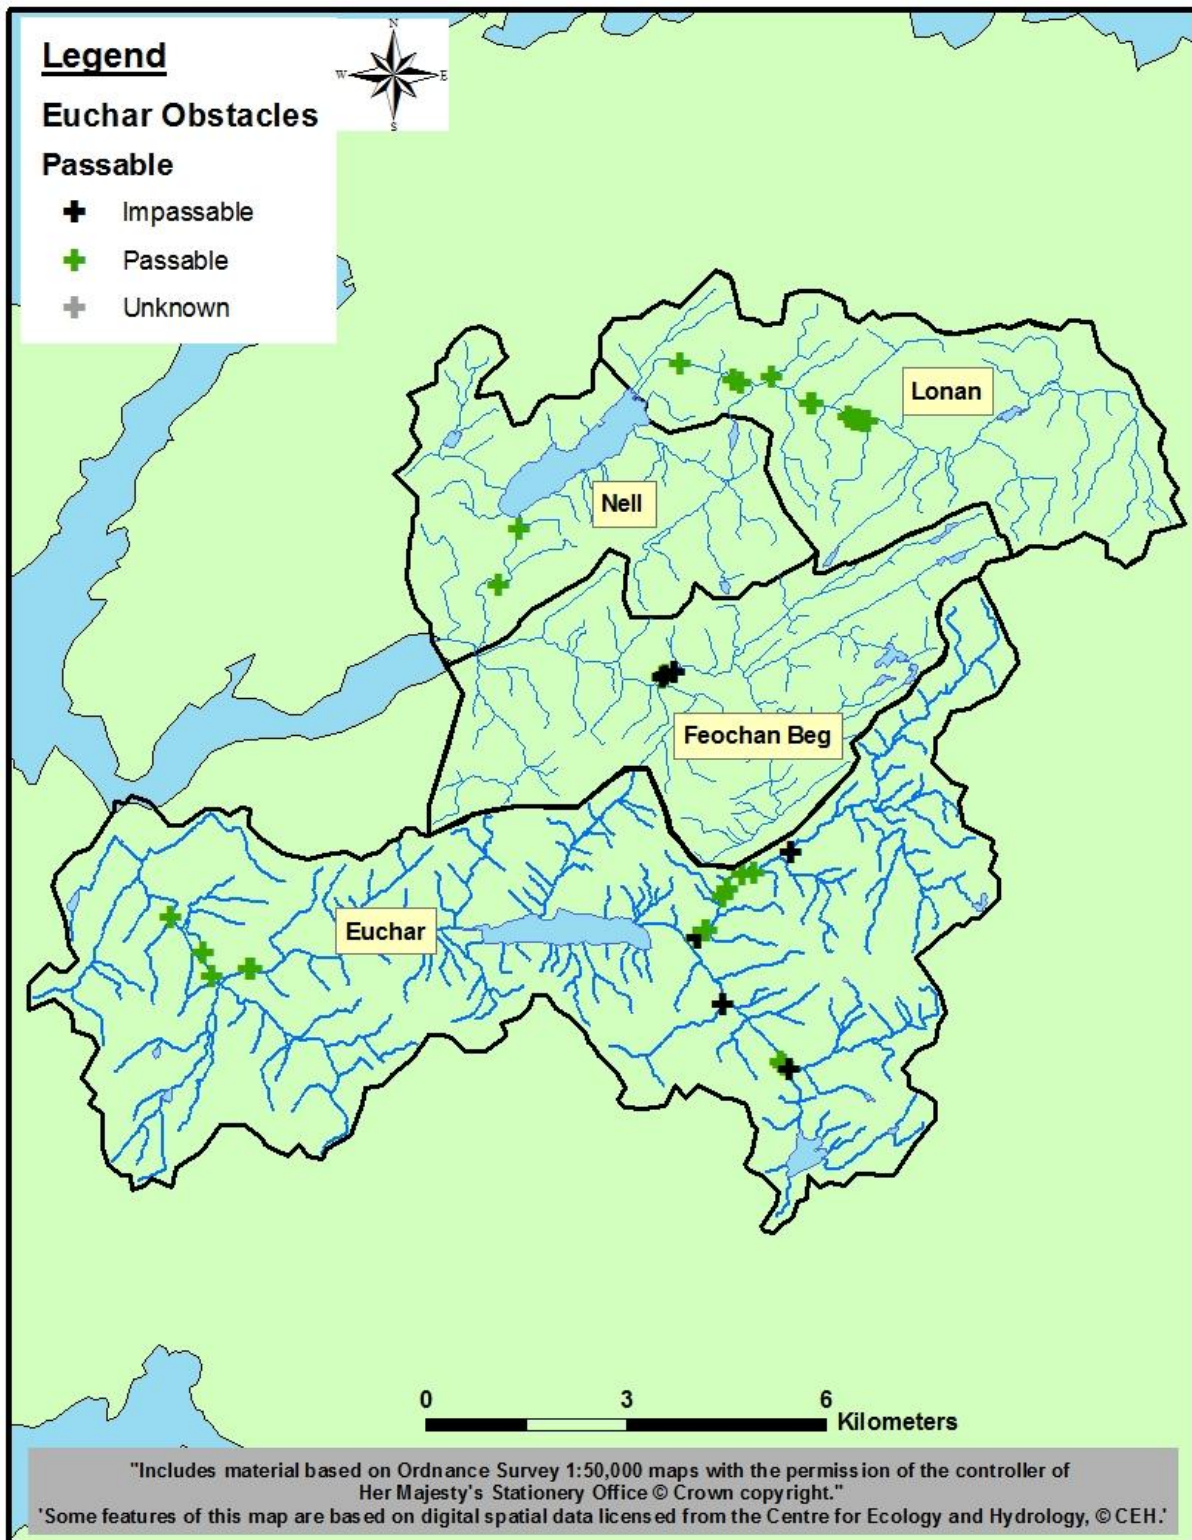 Legend
N
W E
S
Euchar Obstacles
Passable
Impassable
Passable
Unknown
Lonan
Nell
Feochan Beg
Euchar
0 3 6
Kilometers
"Includes material based on Ordnance Survey 1:50,000 maps with the permission of the controller of
Her Majesty's Stationery Office © Crown copyright."
'Some features of this map are based on digital spatial data licensed from the Centre for Ecology and Hydrology, © CEH.'